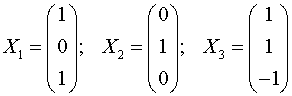 X₁ = (1 0 1); X₂ = (0 1 0); X₃ = (1 1 −1)